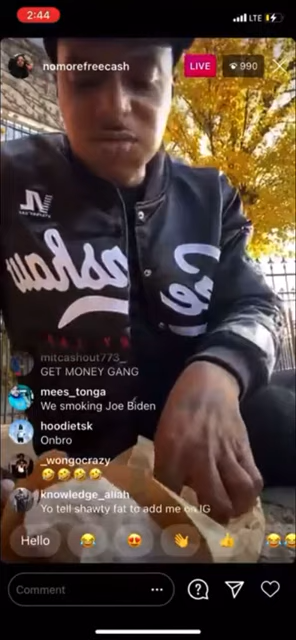 2:44
LTE
nomorefreecash
LIVE
990
mitcashout773_
GET MONEY GANG
mees_tonga
We smoking Joe Biden
hoodietsk
Onbro
_wongocrazy
🤣🤣🤣🤣
knowledge_aliah
Yo tell shawty fat to add me on IG
Hello
Comment